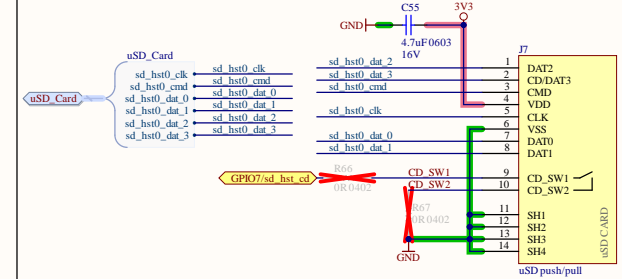 C55
3V3
GND
4.7uF 0603
16V
J7
uSD_Card
sd_hst0_clk
sd_hst0_cmd
sd_hst0_dat_0
sd_hst0_dat_1
sd_hst0_dat_2
sd_hst0_dat_3
uSD_Card
sd_hst0_clk
sd_hst0_cmd
sd_hst0_dat_0
sd_hst0_dat_1
sd_hst0_dat_2
sd_hst0_dat_3
sd_hst0_dat_2
sd_hst0_dat_3
sd_hst0_cmd
sd_hst0_clk
sd_hst0_dat_0
sd_hst0_dat_1
1 DAT2
2 CD/DAT3
3 CMD
4 VDD
5 CLK
6 VSS
7 DAT0
8 DAT1
9 CD_SW1
10 CD_SW2
11 SH1
12 SH2
13 SH3
14 SH4
uSD CARD
uSD push/pull
GPIO7/sd_hst_cd
R66
0R 0402
CD_SW1
CD_SW2
R67
0R 0402
GND